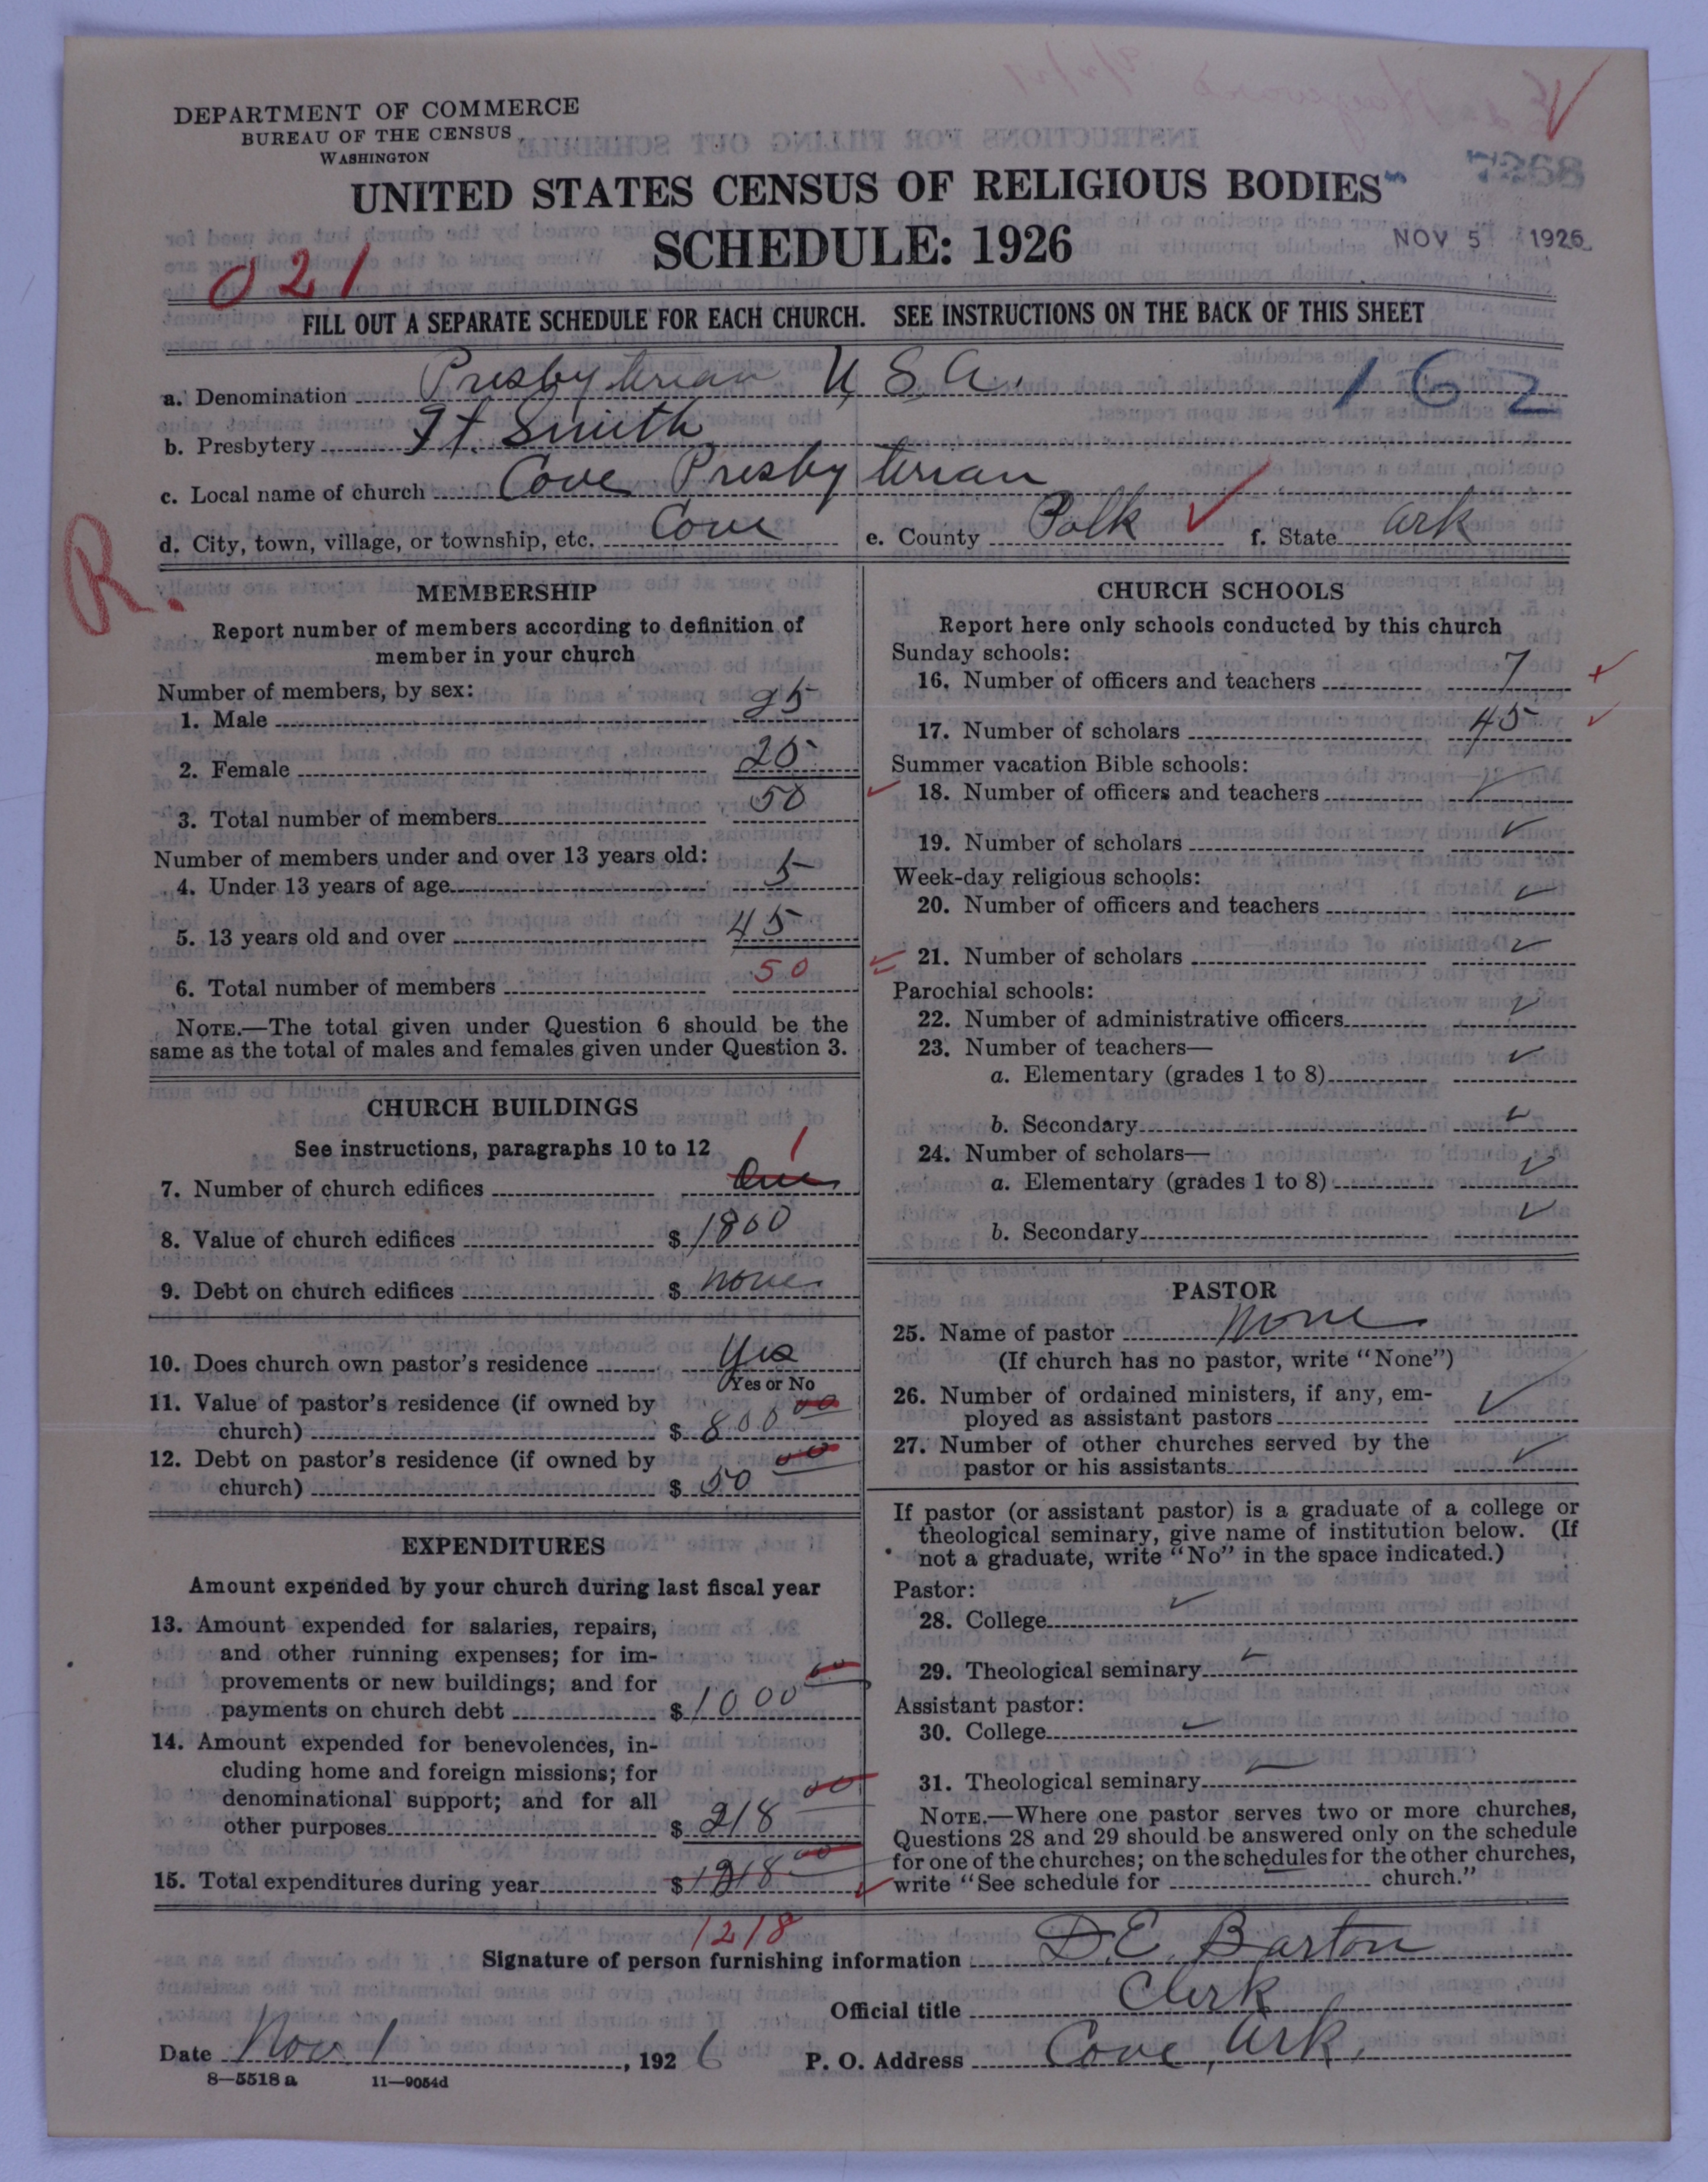 DEPARTMENT OF COMMERCE
BUREAU OF THE CENSUS
WASHINGTON
UNITED STATES CENSUS OF RELIGIOUS BODIES
SCHEDULE: 1926
NOV 5 1926
021
FILL OUT A SEPARATE SCHEDULE FOR EACH CHURCH. SEE INSTRUCTIONS ON THE BACK OF THIS SHEET
a. Denomination Presbyterian U.S.A. 162
b. Presbytery Ft. Smith
c. Local name of church Cove Presbyterian
d. City, town, village, or township, etc. Cove e. County Polk f. State Ark
R.
MEMBERSHIP
Report number of members according to definition of
member in your church
Number of members, by sex:
1. Male 25
2. Female 25
3. Total number of members 50
Number of members under and over 13 years old:
4. Under 13 years of age 5
5. 13 years old and over 45
6. Total number of members 50
NOTE.—The total given under Question 6 should be the
same as the total of males and females given under Question 3.
CHURCH BUILDINGS
See instructions, paragraphs 10 to 12
1
7. Number of church edifices One
8. Value of church edifices $ 1800
9. Debt on church edifices $ none
10. Does church own pastor's residence Yes
Yes or No
11. Value of pastor's residence (if owned by
church) $ 800 00
12. Debt on pastor's residence (if owned by
church) $ 50 00
EXPENDITURES
Amount expended by your church during last fiscal year
13. Amount expended for salaries, repairs,
and other running expenses; for im-
provements or new buildings; and for
payments on church debt $ 1000 00
14. Amount expended for benevolences, in-
cluding home and foreign missions; for
denominational support; and for all
other purposes $ 218 00
15. Total expenditures during year $ 1218 00
1218
CHURCH SCHOOLS
Report here only schools conducted by this church
Sunday schools:
16. Number of officers and teachers 7
17. Number of scholars 45
Summer vacation Bible schools:
18. Number of officers and teachers
19. Number of scholars
Week-day religious schools:
20. Number of officers and teachers
21. Number of scholars
Parochial schools:
22. Number of administrative officers
23. Number of teachers—
a. Elementary (grades 1 to 8)
b. Secondary
24. Number of scholars—
a. Elementary (grades 1 to 8)
b. Secondary
PASTOR
25. Name of pastor None
(If church has no pastor, write "None")
26. Number of ordained ministers, if any, em-
ployed as assistant pastors
27. Number of other churches served by the
pastor or his assistants
If pastor (or assistant pastor) is a graduate of a college or
theological seminary, give name of institution below. (If
not a graduate, write "No" in the space indicated.)
Pastor:
28. College
29. Theological seminary
Assistant pastor:
30. College
31. Theological seminary
NOTE.—Where one pastor serves two or more churches,
Questions 28 and 29 should be answered only on the schedule
for one of the churches; on the schedules for the other churches,
write "See schedule for church."
Signature of person furnishing information D.E. Barton
Official title Clerk
Date Nov 1, 1926 P. O. Address Cove, Ark.
8—5518 a 11—9054d